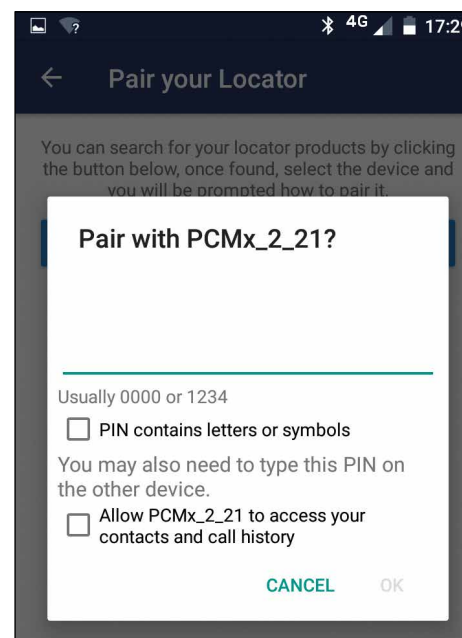 4G 17:29
Pair your Locator
You can search for your locator products by clicking
the button below, once found, select the device and
you will be prompted how to pair it.
Pair with PCMx_2_21?
Usually 0000 or 1234
PIN contains letters or symbols
You may also need to type this PIN on
the other device.
Allow PCMx_2_21 to access your
contacts and call history
CANCEL OK